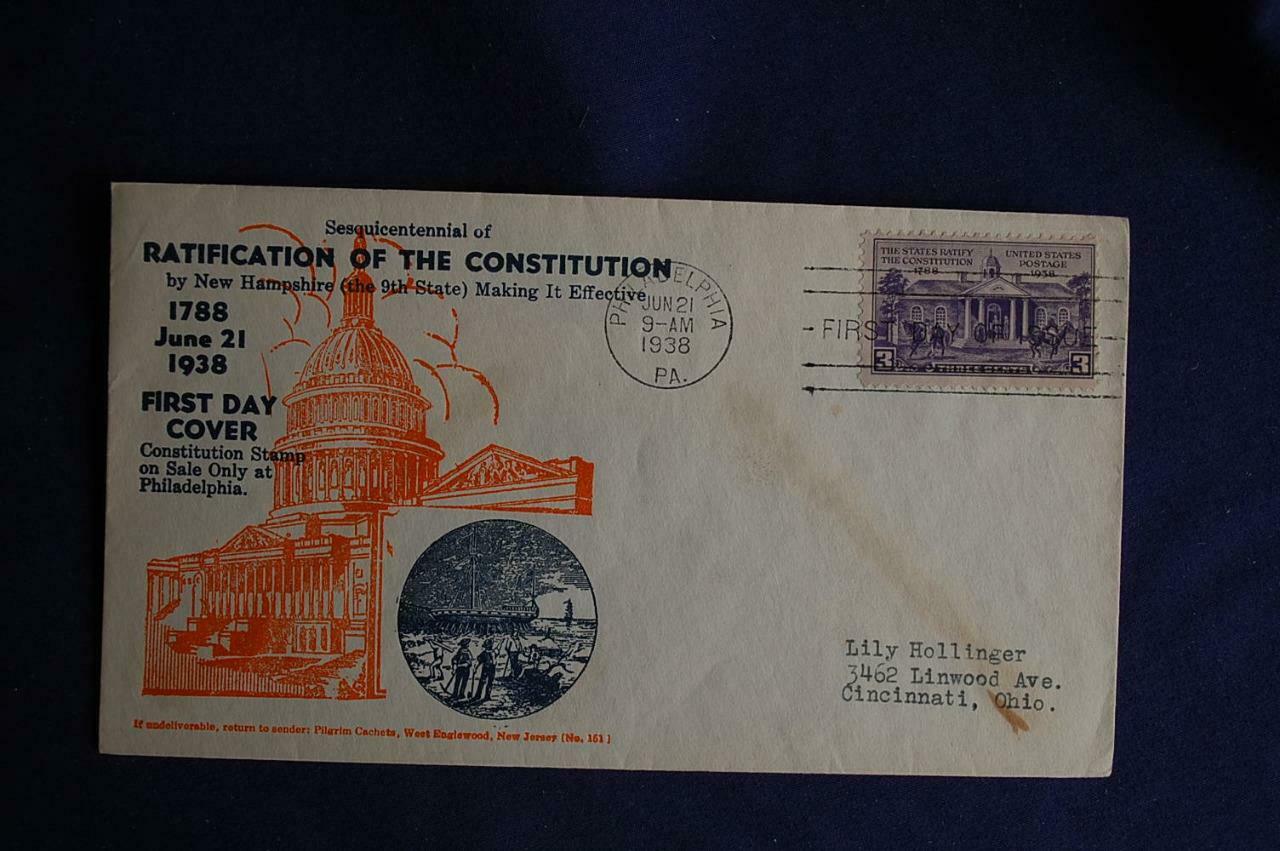 Sesquicentennial of
RATIFICATION OF THE CONSTITUTION
by New Hampshire (the 9th State) Making It Effective
1788
June 21
1938
FIRST DAY
COVER
Constitution Stamp
on Sale Only at
Philadelphia.
PHILADELPHIA
JUN 21
9-AM
1938
PA.
THE STATES RATIFY
THE CONSTITUTION
1788
UNITED STATES
POSTAGE
1938
FIRST DAY OF ISSUE
3 THREE CENTS 3
Lily Hollinger
3462 Linwood Ave.
Cincinnati, Ohio.
If undeliverable, return to sender: Pilgrim Cachets, West Englewood, New Jersey [No. 151]